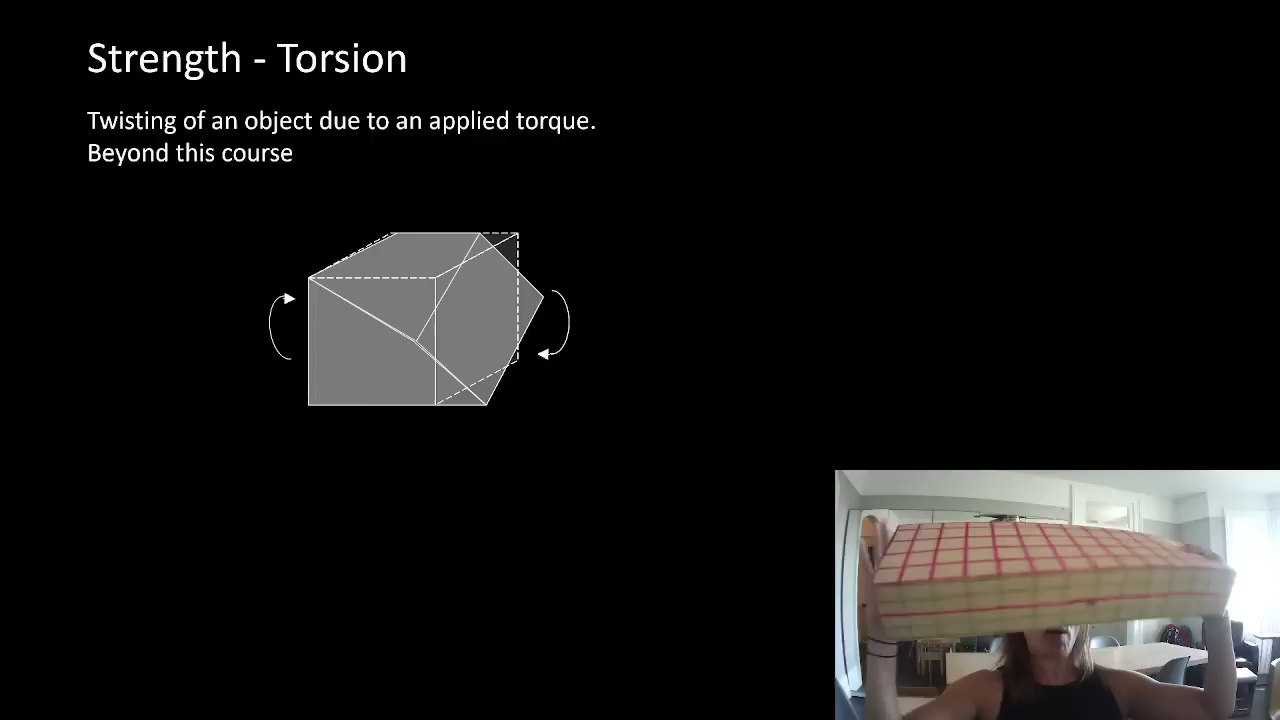 Strength - Torsion
Twisting of an object due to an applied torque.
Beyond this course